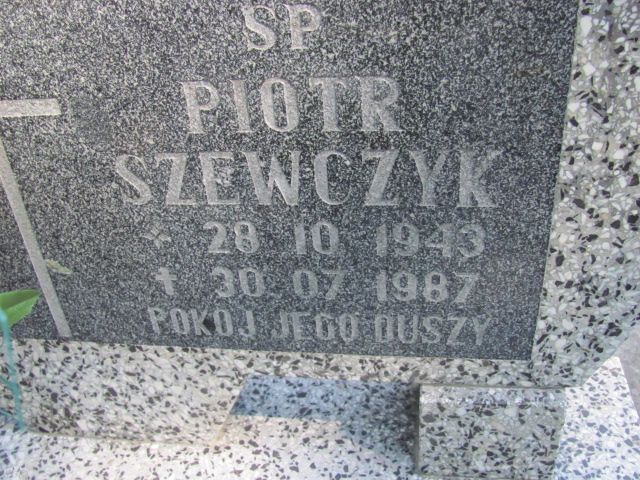 SP
PIOTR
SZEWCZYK
* 28 10 1943
† 30 07 1987
POKOJ JEGO DUSZY